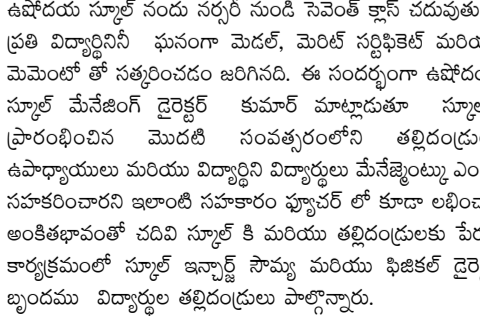 ఉషోదయ స్కూల్ నందు నర్సరీ నుండి సెవెంత్ క్లాస్ చదువుతు
ప్రతి విద్యార్థినినీ ఘనంగా మెడల్, మెరిట్ సర్టిఫికెట్ మరియ
మెమెంటో తో సత్కరించడం జరిగినది. ఈ సందర్భంగా ఉషోద
స్కూల్ మేనేజింగ్ డైరెక్టర్ కుమార్ మాట్లాడుతూ స్కూ
ప్రారంభించిన మొదటి సంవత్సరంలోని తల్లిదండ్రు
ఉపాధ్యాయులు మరియు విద్యార్థిని విద్యార్థులు మేనేజ్మెంట్కు ఎం
సహకరించారని ఇలాంటి సహకారం ఫ్యూచర్ లో కూడా లభించ
అంకితభావంతో చదివి స్కూల్ కి మరియు తల్లిదండ్రులకు పేర
కార్యక్రమంలో స్కూల్ ఇన్చార్జ్ సౌమ్య మరియు ఫిజికల్ డైరె
బృందము విద్యార్థుల తల్లిదండ్రులు పాల్గొన్నారు.